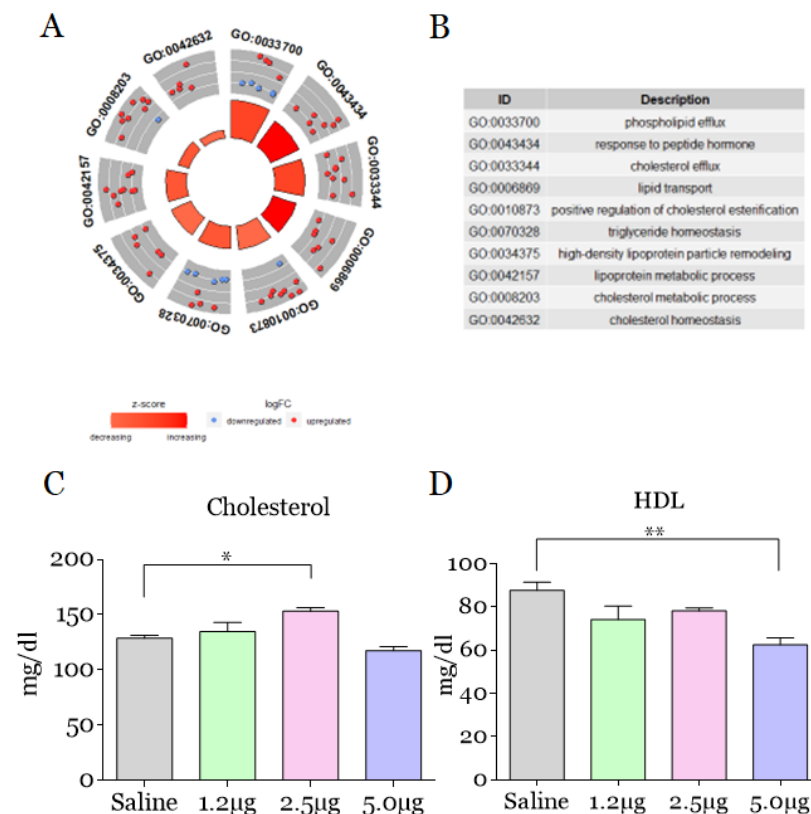 A
GO:0033700
GO:0043434
GO:0033344
GO:0006869
GO:0010873
GO:0070328
GO:0034375
GO:0042157
GO:0008203
GO:0042632
z-score
decreasing
increasing
logFC
downregulated
upregulated
B
ID Description
GO:0033700 phospholipid efflux
GO:0043434 response to peptide hormone
GO:0033344 cholesterol efflux
GO:0006869 lipid transport
GO:0010873 positive regulation of cholesterol esterification
GO:0070328 triglyceride homeostasis
GO:0034375 high-density lipoprotein particle remodeling
GO:0042157 lipoprotein metabolic process
GO:0008203 cholesterol metabolic process
GO:0042632 cholesterol homeostasis
C
Cholesterol
*
mg/dl
200
150
100
50
0
Saline 1.2µg 2.5µg 5.0µg
D
HDL
**
mg/dl
100
80
60
40
20
0
Saline 1.2µg 2.5µg 5.0µg